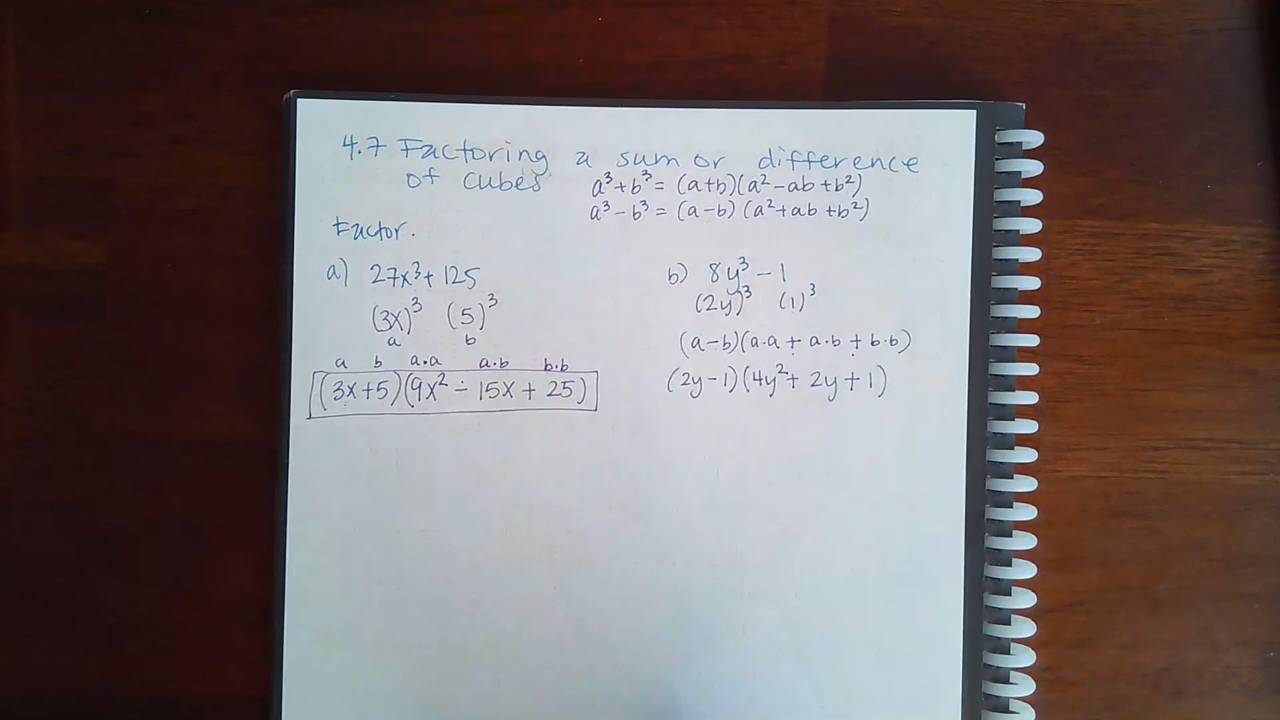 4.7 Factoring a sum or difference
of cubes
a³+b³ = (a+b)(a²-ab+b²)
a³-b³ = (a-b)(a²+ab+b²)
Factor.
a) 27x³+125
(3x)³ (5)³
a b
a b a·a a·b b·b
(3x+5)(9x²-15x+25)
b) 8y³-1
(2y)³ (1)³
(a-b)(a·a + a·b + b·b)
(2y-1)(4y²+2y+1)